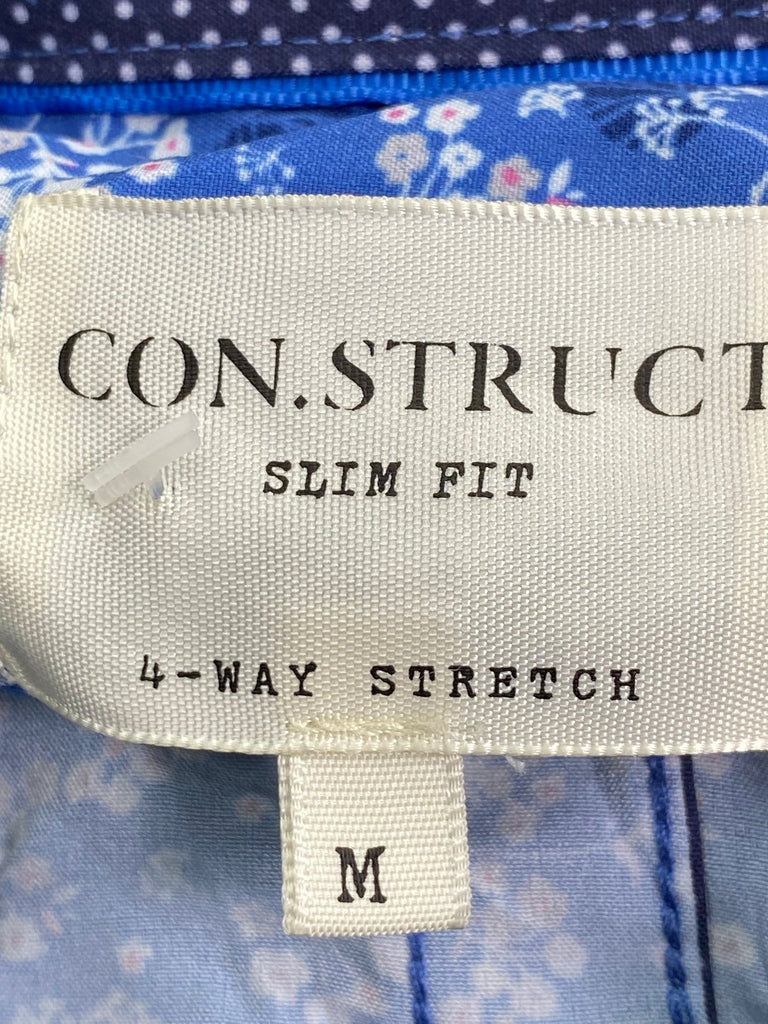 CON.STRUCT
SLIM FIT
4-WAY STRETCH
M